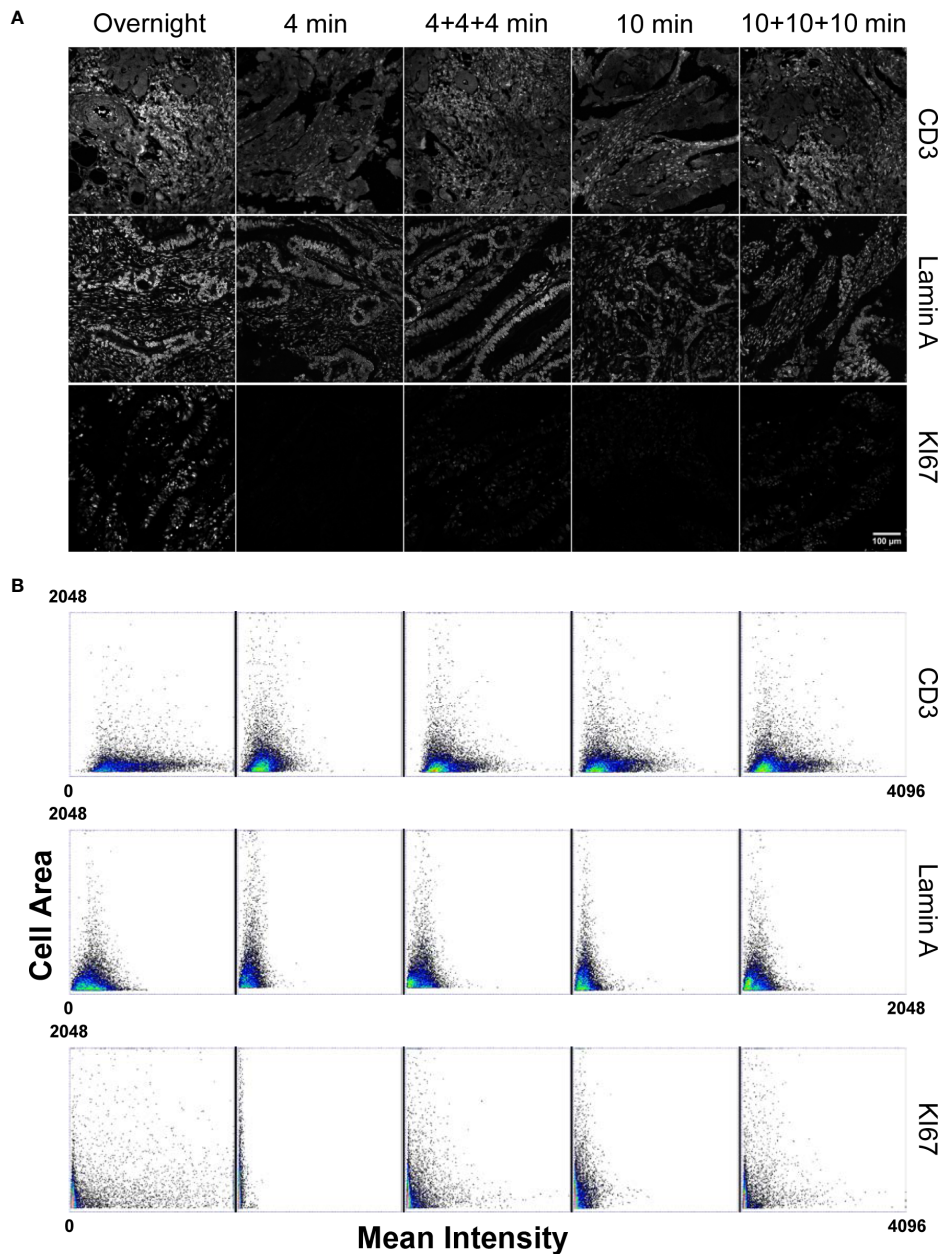 A
Overnight
4 min
4+4+4 min
10 min
10+10+10 min
CD3
Lamin A
KI67
100 µm
B
2048
CD3
0
4096
2048
Lamin A
Cell Area
0
2048
2048
KI67
0
4096
Mean Intensity